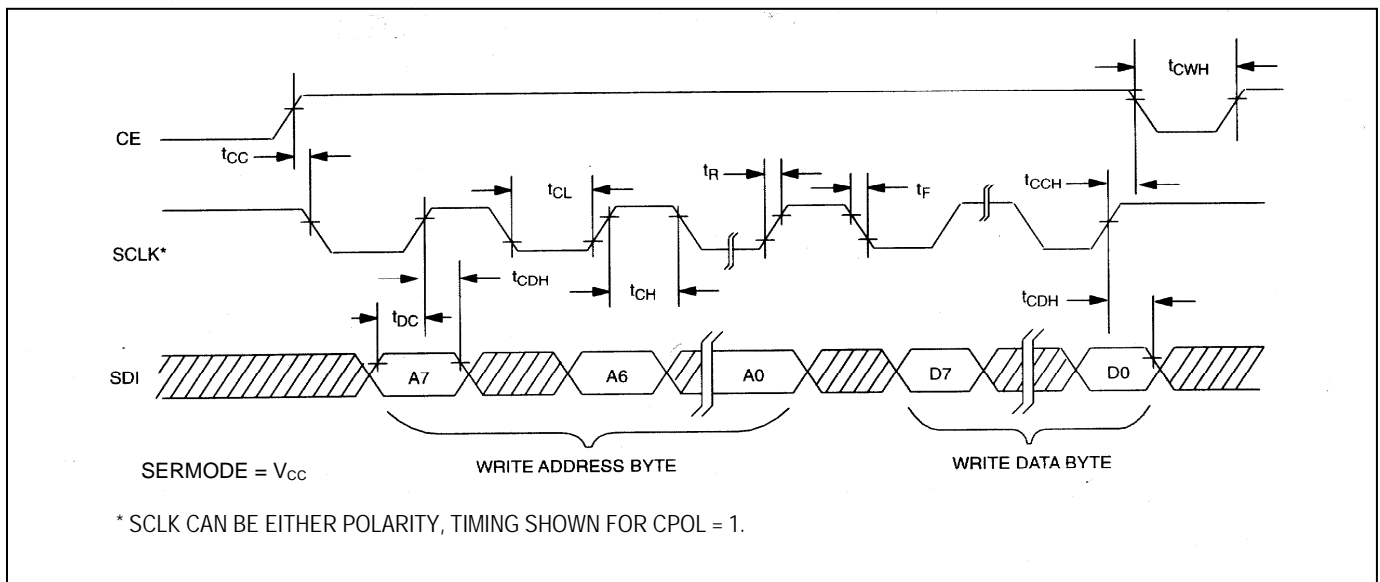 tCWH
CE
tCC
tCL
tR
tF
tCCH
SCLK*
tCDH
tCH
tCDH
tDC
SDI
A7
A6
A0
D7
D0
WRITE ADDRESS BYTE
WRITE DATA BYTE
SERMODE = VCC
* SCLK CAN BE EITHER POLARITY, TIMING SHOWN FOR CPOL = 1.